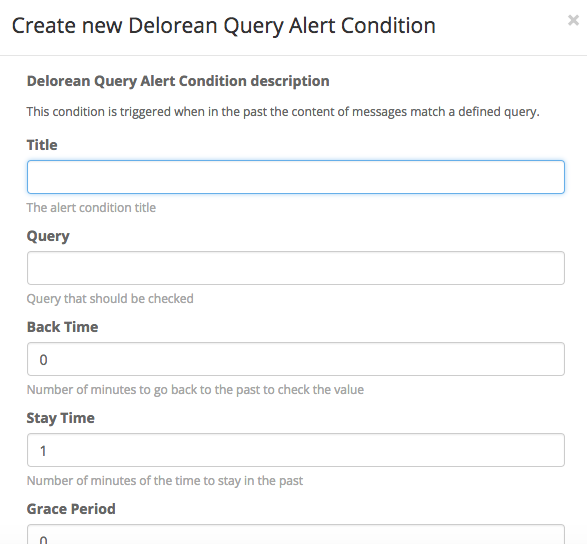 Create new Delorean Query Alert Condition
×
Delorean Query Alert Condition description
This condition is triggered when in the past the content of messages match a defined query.
Title
The alert condition title
Query
Query that should be checked
Back Time
0
Number of minutes to go back to the past to check the value
Stay Time
1
Number of minutes of the time to stay in the past
Grace Period
0